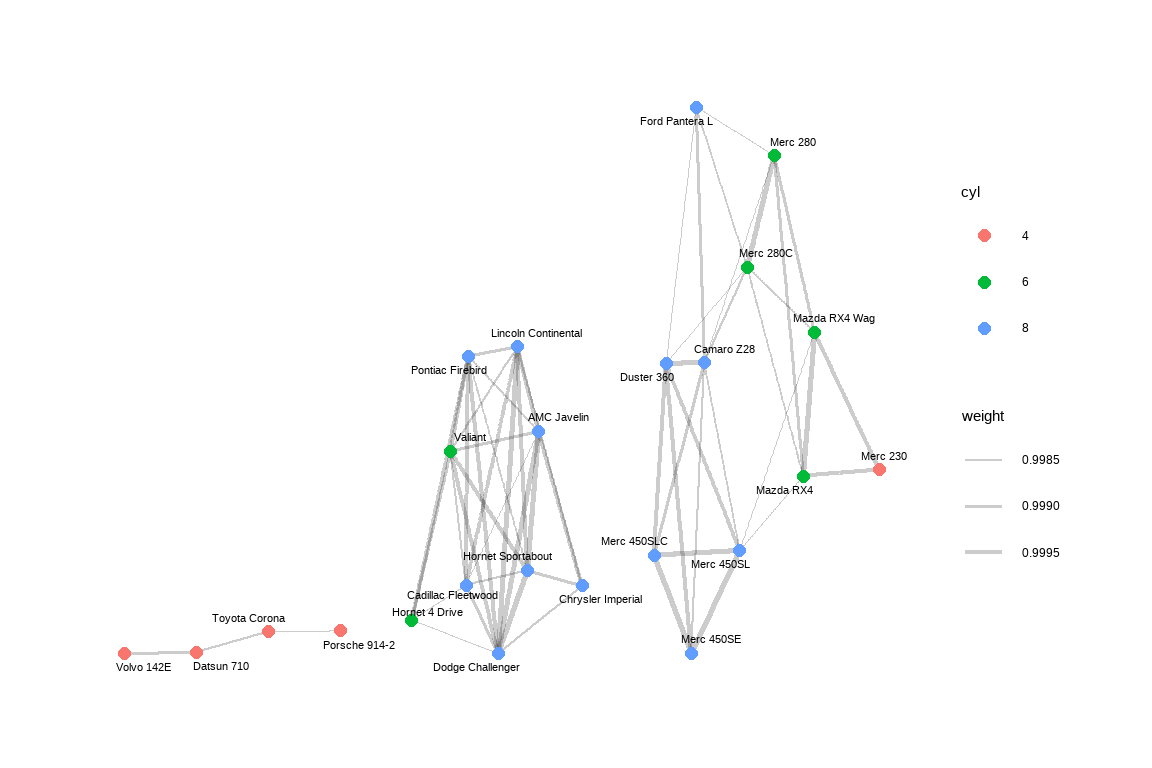 Ford Pantera L
Merc 280
cyl
4
Merc 280C
6
Mazda RX4 Wag
8
Lincoln Continental
Camaro Z28
Pontiac Firebird
Duster 360
AMC Javelin
weight
Valiant
Merc 230
0.9985
Mazda RX4
0.9990
Merc 450SLC
Hornet Sportabout
0.9995
Merc 450SL
Cadillac Fleetwood
Chrysler Imperial
Hornet 4 Drive
Toyota Corona
Merc 450SE
Porsche 914-2
Volvo 142E
Datsun 710
Dodge Challenger